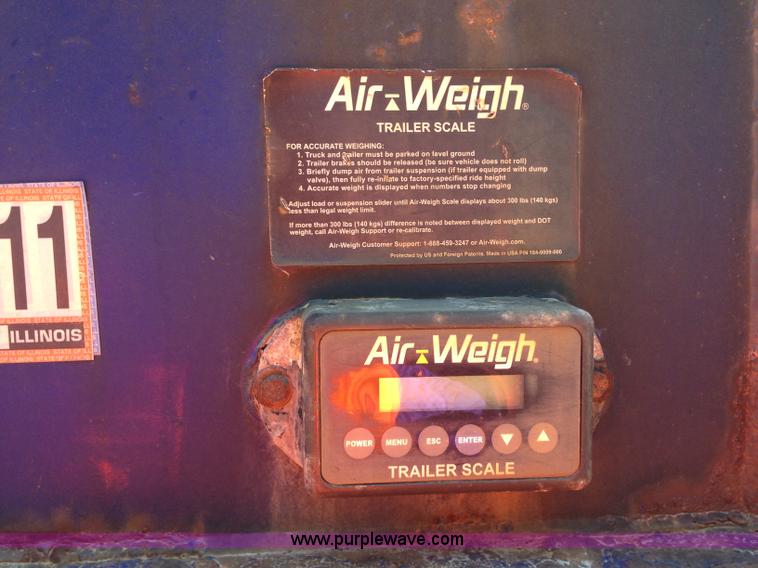 Air-Weigh®
TRAILER SCALE
FOR ACCURATE WEIGHING:
1. Truck and trailer must be parked on level ground
2. Trailer brakes should be released (be sure vehicle does not roll)
3. Briefly dump air from trailer suspension (if trailer equipped with dump
valve), then fully re-inflate to factory-specified ride height
4. Accurate weight is displayed when numbers stop changing
Adjust load or suspension slider until Air-Weigh Scale displays about 300 lbs (140 kgs)
less than legal weight limit.
If more than 300 lbs (140 kgs) difference is noted between displayed weight and DOT
weight, call Air-Weigh Support or re-calibrate.
Air-Weigh Customer Support: 1-888-459-3247 or Air-Weigh.com.
Protected by US and Foreign Patents. Made in USA P/N 104-0009-000
11
ILLINOIS
STATE OF ILLINOIS
Air-Weigh®
POWER MENU ESC ENTER
TRAILER SCALE
www.purplewave.com